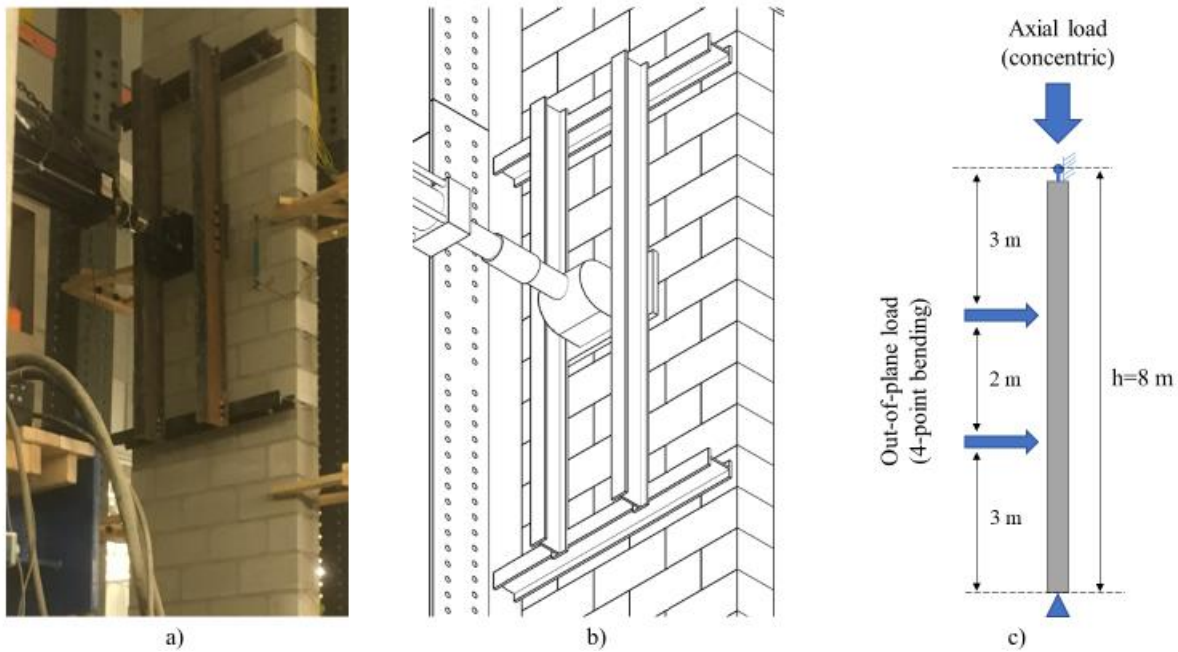 Axial load
(concentric)
3 m
Out-of-plane load
(4-point bending)
2 m
h=8 m
3 m
a)
b)
c)